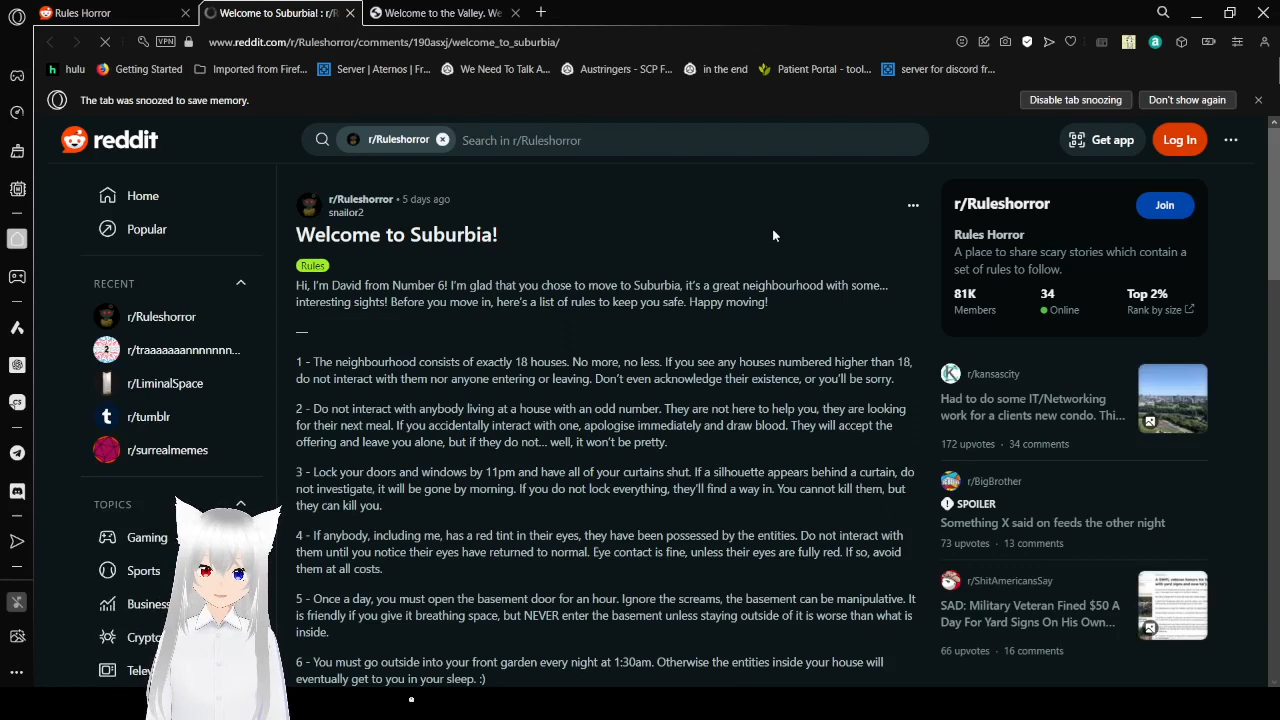 Rules Horror
Welcome to Suburbia! : r/R
Welcome to the Valley. We
VPN
www.reddit.com/r/Ruleshorror/comments/190asxj/welcome_to_suburbia/
hulu
Getting Started
Imported from Firef...
Server | Aternos | Fr...
We Need To Talk A...
Austringers - SCP F...
in the end
Patient Portal - tool...
server for discord fr...
The tab was snoozed to save memory.
Disable tab snoozing
Don't show again
reddit
r/Ruleshorror
Search in r/Ruleshorror
Get app
Log In
Home
Popular
RECENT
r/Ruleshorror
r/traaaaaaannnnnnn...
r/LiminalSpace
r/tumblr
r/surrealmemes
TOPICS
Gaming
Sports
Business
Crypto
Telev
r/Ruleshorror • 5 days ago
snailor2
Welcome to Suburbia!
Rules
Hi, I'm David from Number 6! I'm glad that you chose to move to Suburbia, it's a great neighbourhood with some...
interesting sights! Before you move in, here's a list of rules to keep you safe. Happy moving!
—
1 - The neighbourhood consists of exactly 18 houses. No more, no less. If you see any houses numbered higher than 18,
do not interact with them nor anyone entering or leaving. Don't even acknowledge their existence, or you'll be sorry.
2 - Do not interact with anybody living at a house with an odd number. They are not here to help you, they are looking
for their next meal. If you accidentally interact with one, apologise immediately and draw blood. They will accept the
offering and leave you alone, but if they do not... well, it won't be pretty.
3 - Lock your doors and windows by 11pm and have all of your curtains shut. If a silhouette appears behind a curtain, do
not investigate, it will be gone by morning. If you do not lock everything, they'll find a way in. You cannot kill them, but
they can kill you.
4 - If anybody, including me, has a red tint in their eyes, they have been possessed by the entities. Do not interact with
them until you notice their eyes have returned to normal. Eye contact is fine, unless their eyes are fully red. If so, avoid
them at all costs.
5 - Once a day, you must open the basement door for an hour. Ignore the screams, the basement can be manipulative. It
is friendly if you give it breathing time, but NEVER enter the basement unless staying outside of it is worse than what is
inside.
6 - You must go outside into your front garden every night at 1:30am. Otherwise the entities inside your house will
eventually get to you in your sleep. :)
r/Ruleshorror
Join
Rules Horror
A place to share scary stories which contain a
set of rules to follow.
81K
34
Top 2%
Members
Online
Rank by size
r/kansascity
Had to do some IT/Networking
work for a clients new condo. Thi...
172 upvotes • 34 comments
r/BigBrother
SPOILER
Something X said on feeds the other night
73 upvotes • 13 comments
r/ShitAmericansSay
SAD: Military Veteran Fined $50 A
Day For Yard Signs On His Own...
66 upvotes • 16 comments